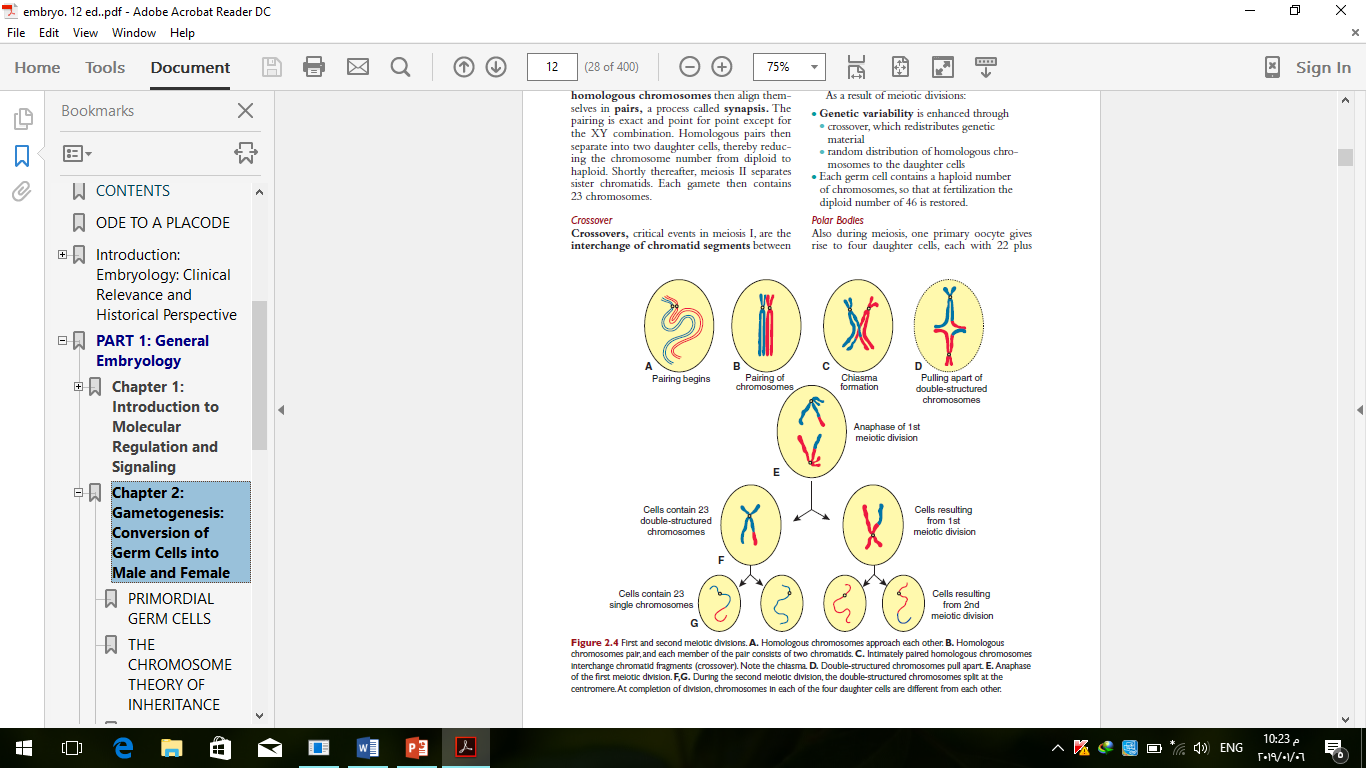 embryo. 12 ed..pdf - Adobe Acrobat Reader DC
File Edit View Window Help
Home Tools Document
12 (28 of 400)
75%
Sign In
Bookmarks
CONTENTS
ODE TO A PLACODE
Introduction:
Embryology: Clinical
Relevance and
Historical Perspective
PART 1: General
Embryology
Chapter 1:
Introduction to
Molecular
Regulation and
Signaling
Chapter 2:
Gametogenesis:
Conversion of
Germ Cells into
Male and Female
PRIMORDIAL
GERM CELLS
THE
CHROMOSOME
THEORY OF
INHERITANCE
homologous chromosomes then align them-
selves in pairs, a process called synapsis. The
pairing is exact and point for point except for
the XY combination. Homologous pairs then
separate into two daughter cells, thereby reduc-
ing the chromosome number from diploid to
haploid. Shortly thereafter, meiosis II separates
sister chromatids. Each gamete then contains
23 chromosomes.
Crossover
Crossovers, critical events in meiosis I, are the
interchange of chromatid segments between
As a result of meiotic divisions:
• Genetic variability is enhanced through
• crossover, which redistributes genetic
material
• random distribution of homologous chro-
mosomes to the daughter cells
• Each germ cell contains a haploid number
of chromosomes, so that at fertilization the
diploid number of 46 is restored.
Polar Bodies
Also during meiosis, one primary oocyte gives
rise to four daughter cells, each with 22 plus
A
Pairing begins
B
Pairing of
chromosomes
C
Chiasma
formation
D
Pulling apart of
double-structured
chromosomes
E
Anaphase of 1st
meiotic division
Cells contain 23
double-structured
chromosomes
F
Cells resulting
from 1st
meiotic division
Cells contain 23
single chromosomes
G
Cells resulting
from 2nd
meiotic division
Figure 2.4 First and second meiotic divisions. A. Homologous chromosomes approach each other. B. Homologous
chromosomes pair, and each member of the pair consists of two chromatids. C. Intimately paired homologous chromosomes
interchange chromatid fragments (crossover). Note the chiasma. D. Double-structured chromosomes pull apart. E. Anaphase
of the first meiotic division. F,G. During the second meiotic division, the double-structured chromosomes split at the
centromere. At completion of division, chromosomes in each of the four daughter cells are different from each other.
ENG
10:23 م
٢٠١٩/٠١/٠٦